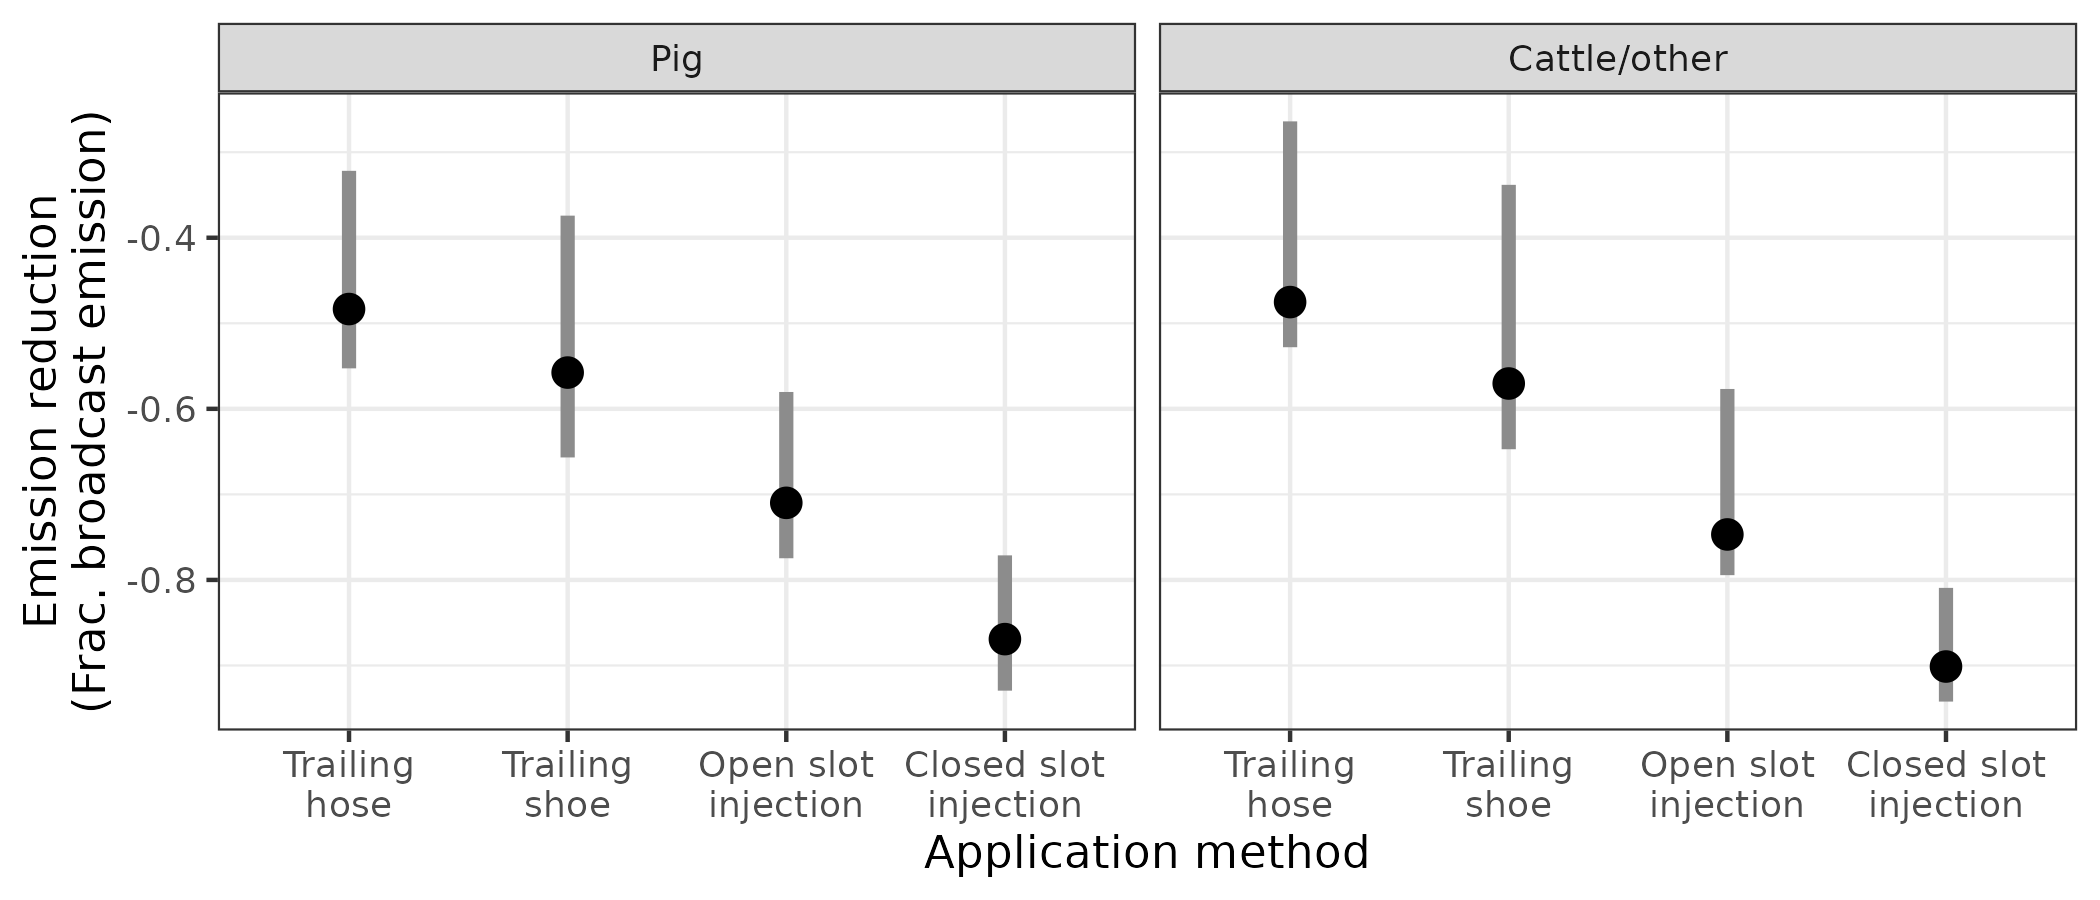 Pig
Cattle/other
Emission reduction
(Frac. broadcast emission)
-0.4
-0.6
-0.8
Trailing
hose
Trailing
shoe
Open slot
injection
Closed slot
injection
Trailing
hose
Trailing
shoe
Open slot
injection
Closed slot
injection
Application method